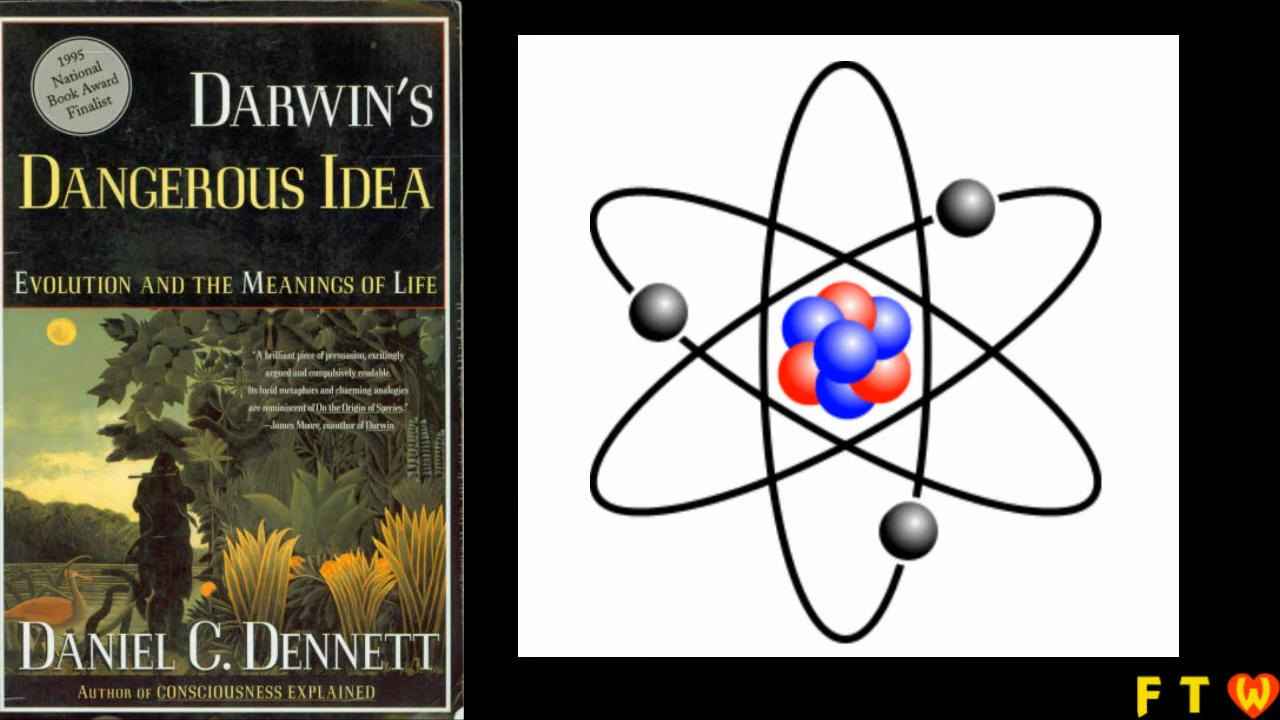 1995
National
Book Award
Finalist
DARWIN'S
DANGEROUS IDEA
EVOLUTION AND THE MEANINGS OF LIFE
"A brilliant piece of persuasion, excitingly
argued and compulsively readable.
Its lucid metaphors and charming analogies
are reminiscent of On the Origin of Species."
—James Moore, coauthor of Darwin
DANIEL C. DENNETT
AUTHOR OF CONSCIOUSNESS EXPLAINED
F T W